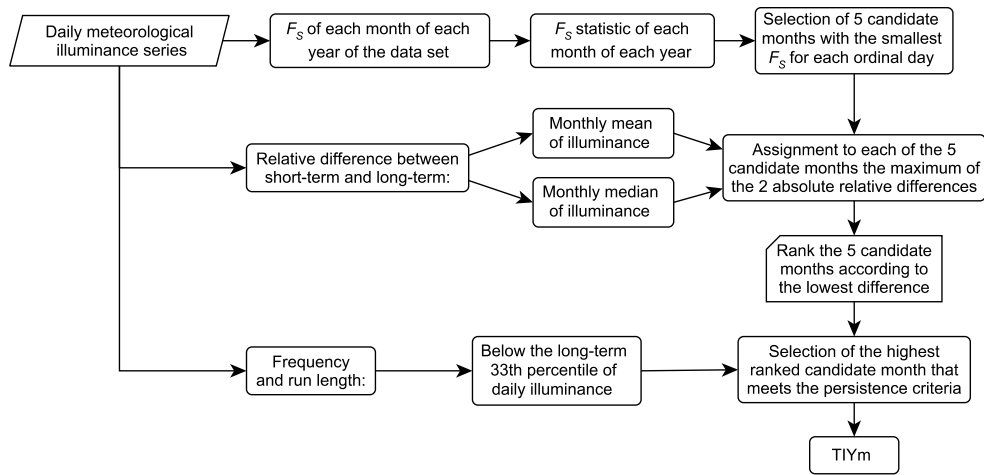 Daily meteorological
illuminance series
F_S of each month of each
year of the data set
F_S statistic of each
month of each year
Selection of 5 candidate
months with the smallest
F_S for each ordinal day
Relative difference between
short-term and long-term:
Monthly mean
of illuminance
Monthly median
of illuminance
Assignment to each of the 5
candidate months the maximum of
the 2 absolute relative differences
Rank the 5 candidate
months according to
the lowest difference
Frequency
and run length:
Below the long-term
33th percentile of
daily illuminance
Selection of the highest
ranked candidate month that
meets the persistence criteria
TIYm